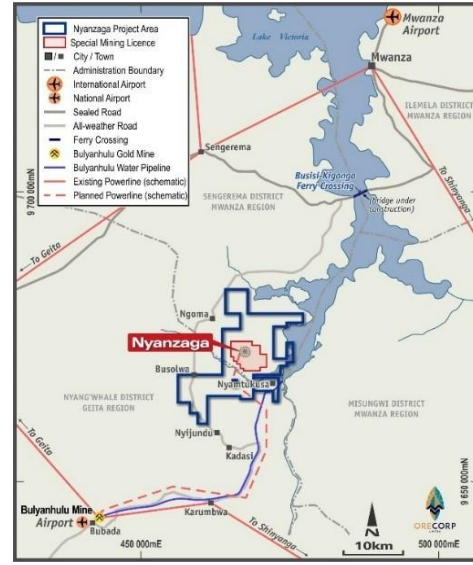 Nyanzaga Project Area
Special Mining Licence
City / Town
Administration Boundary
International Airport
National Airport
Sealed Road
All-weather Road
Ferry Crossing
Bulyanhulu Gold Mine
Bulyanhulu Water Pipeline
Existing Powerline (schematic)
Planned Powerline (schematic)
Lake Victoria
Mwanza
Airport
Mwanza
ILEMELA DISTRICT
MWANZA REGION
Sengerema
To Shinyanga
9 700 000mN
SENGEREMA DISTRICT
MWANZA REGION
Busisi-Kigongo
Ferry Crossing
(bridge under
construction)
To Geita
Ngoma
Nyanzaga
Busolwa
Nyamtukusa
NYANG'WHALE DISTRICT
GEITA REGION
MISUNGWI DISTRICT
MWANZA REGION
Nyijundu
Kadasi
To Geita
9 650 000mN
Bulyanhulu Mine
Airport
Bubada
Karumbwa
To Shinyanga
N
10km
ORECORP
450 000mE
500 000mE